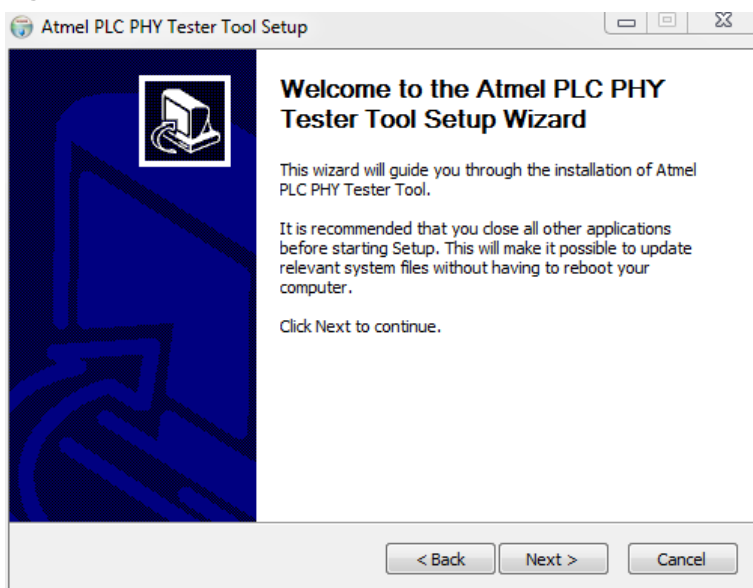 Atmel PLC PHY Tester Tool Setup
Welcome to the Atmel PLC PHY
Tester Tool Setup Wizard
This wizard will guide you through the installation of Atmel
PLC PHY Tester Tool.
It is recommended that you close all other applications
before starting Setup. This will make it possible to update
relevant system files without having to reboot your
computer.
Click Next to continue.
< Back
Next >
Cancel